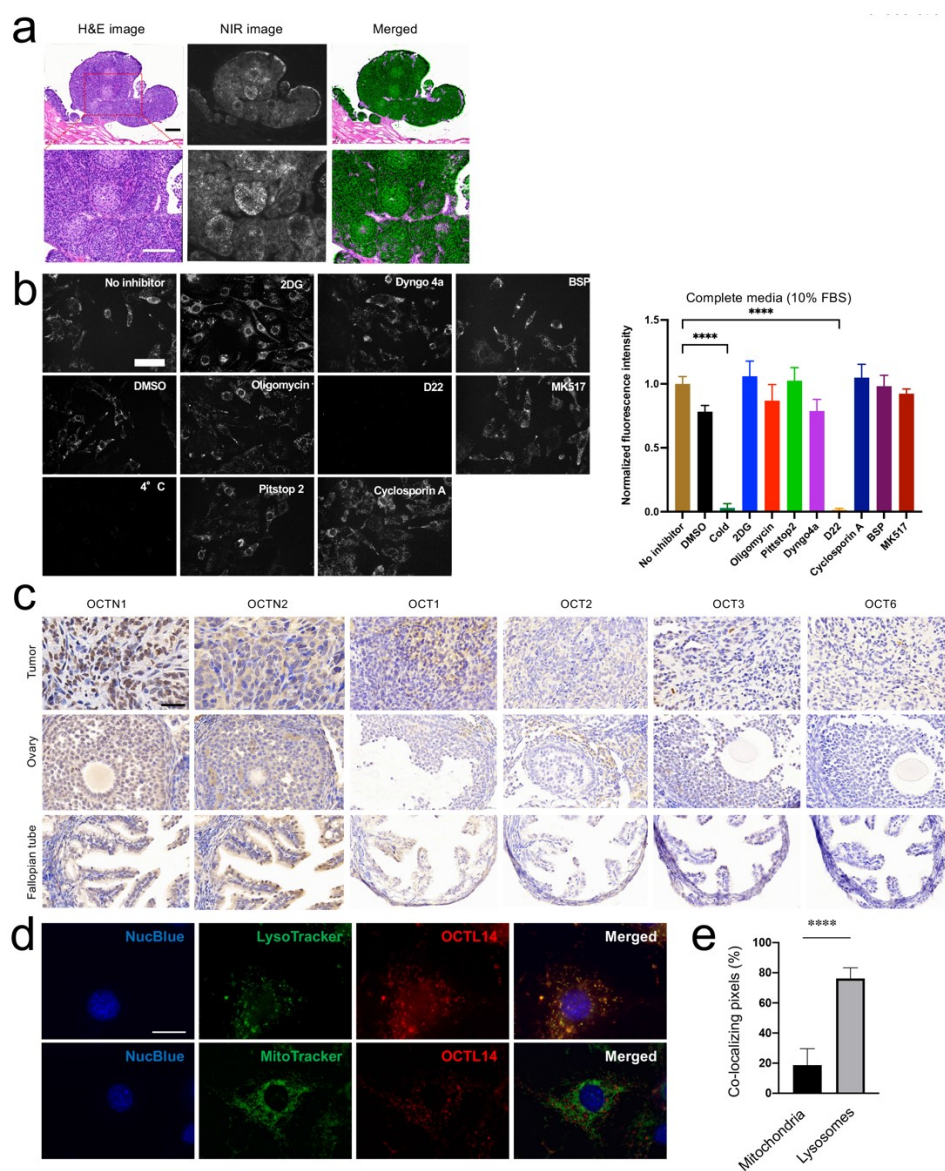 a
H&E image NIR image Merged
b
No inhibitor 2DG Dyngo 4a BSP
DMSO Oligomycin D22 MK517
4° C Pitstop 2 Cyclosporin A
Complete media (10% FBS)
Normalized fluorescence intensity
1.5
1.0
0.5
0.0
**** ****
No inhibitor DMSO Cold 2DG Oligomycin Pittstop2 Dyngo4a D22 Cyclosporin A BSP MK517
c
OCTN1 OCTN2 OCT1 OCT2 OCT3 OCT6
Tumor
Ovary
Fallopian tube
d
NucBlue LysoTracker OCTL14 Merged
NucBlue MitoTracker OCTL14 Merged
e
****
Co-localizing pixels (%)
100
80
60
40
20
0
Mitochondria Lysosomes